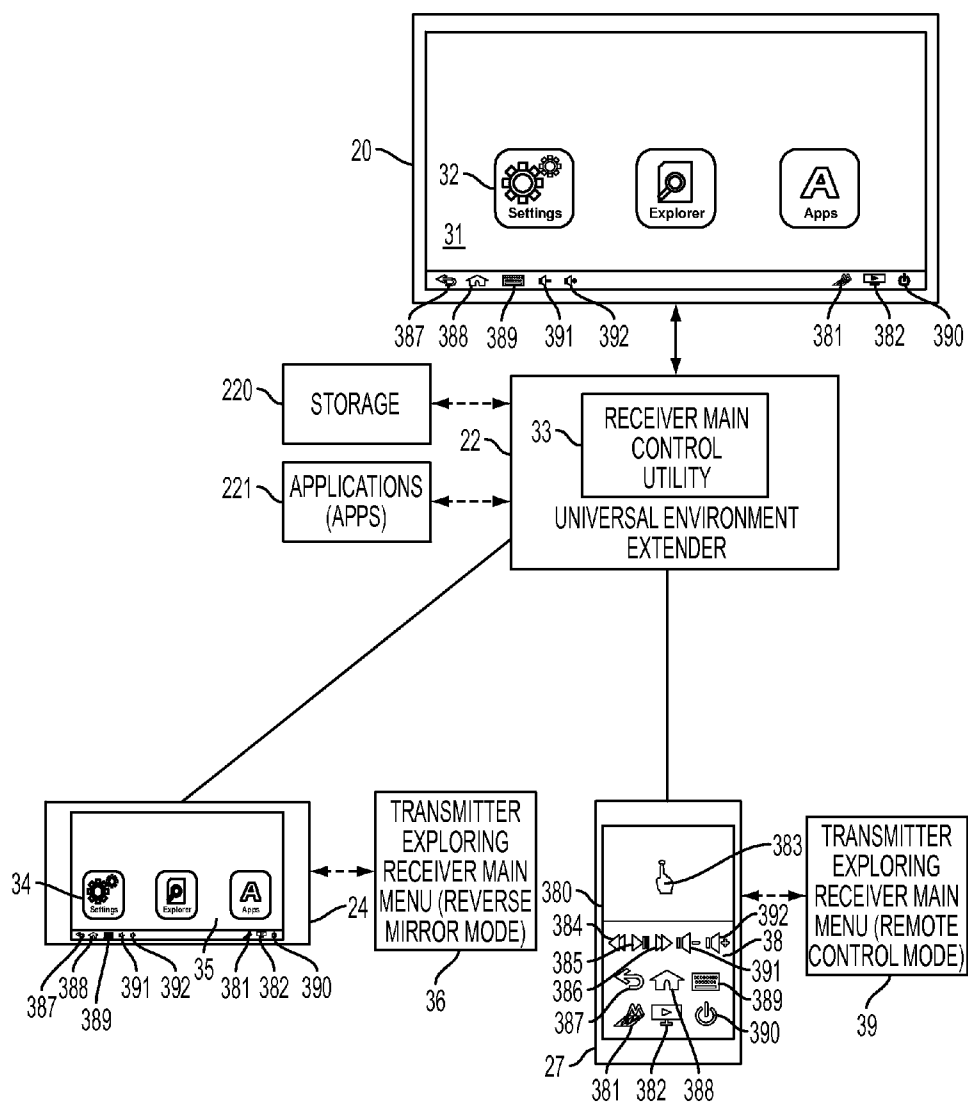 20
32
Settings
Explorer
A
Apps
31
387
388
389
391
392
381
382
390
220
STORAGE
221
APPLICATIONS
(APPS)
22
33
RECEIVER MAIN
CONTROL
UTILITY
UNIVERSAL ENVIRONMENT
EXTENDER
34
Settings
Explorer
A
Apps
24
35
387
388
389
391
392
381
382
390
TRANSMITTER
EXPLORING
RECEIVER MAIN
MENU (REVERSE
MIRROR MODE)
36
380
383
384
385
386
387
392
38
391
389
390
27
381
382
388
TRANSMITTER
EXPLORING
RECEIVER MAIN
MENU (REMOTE
CONTROL MODE)
39